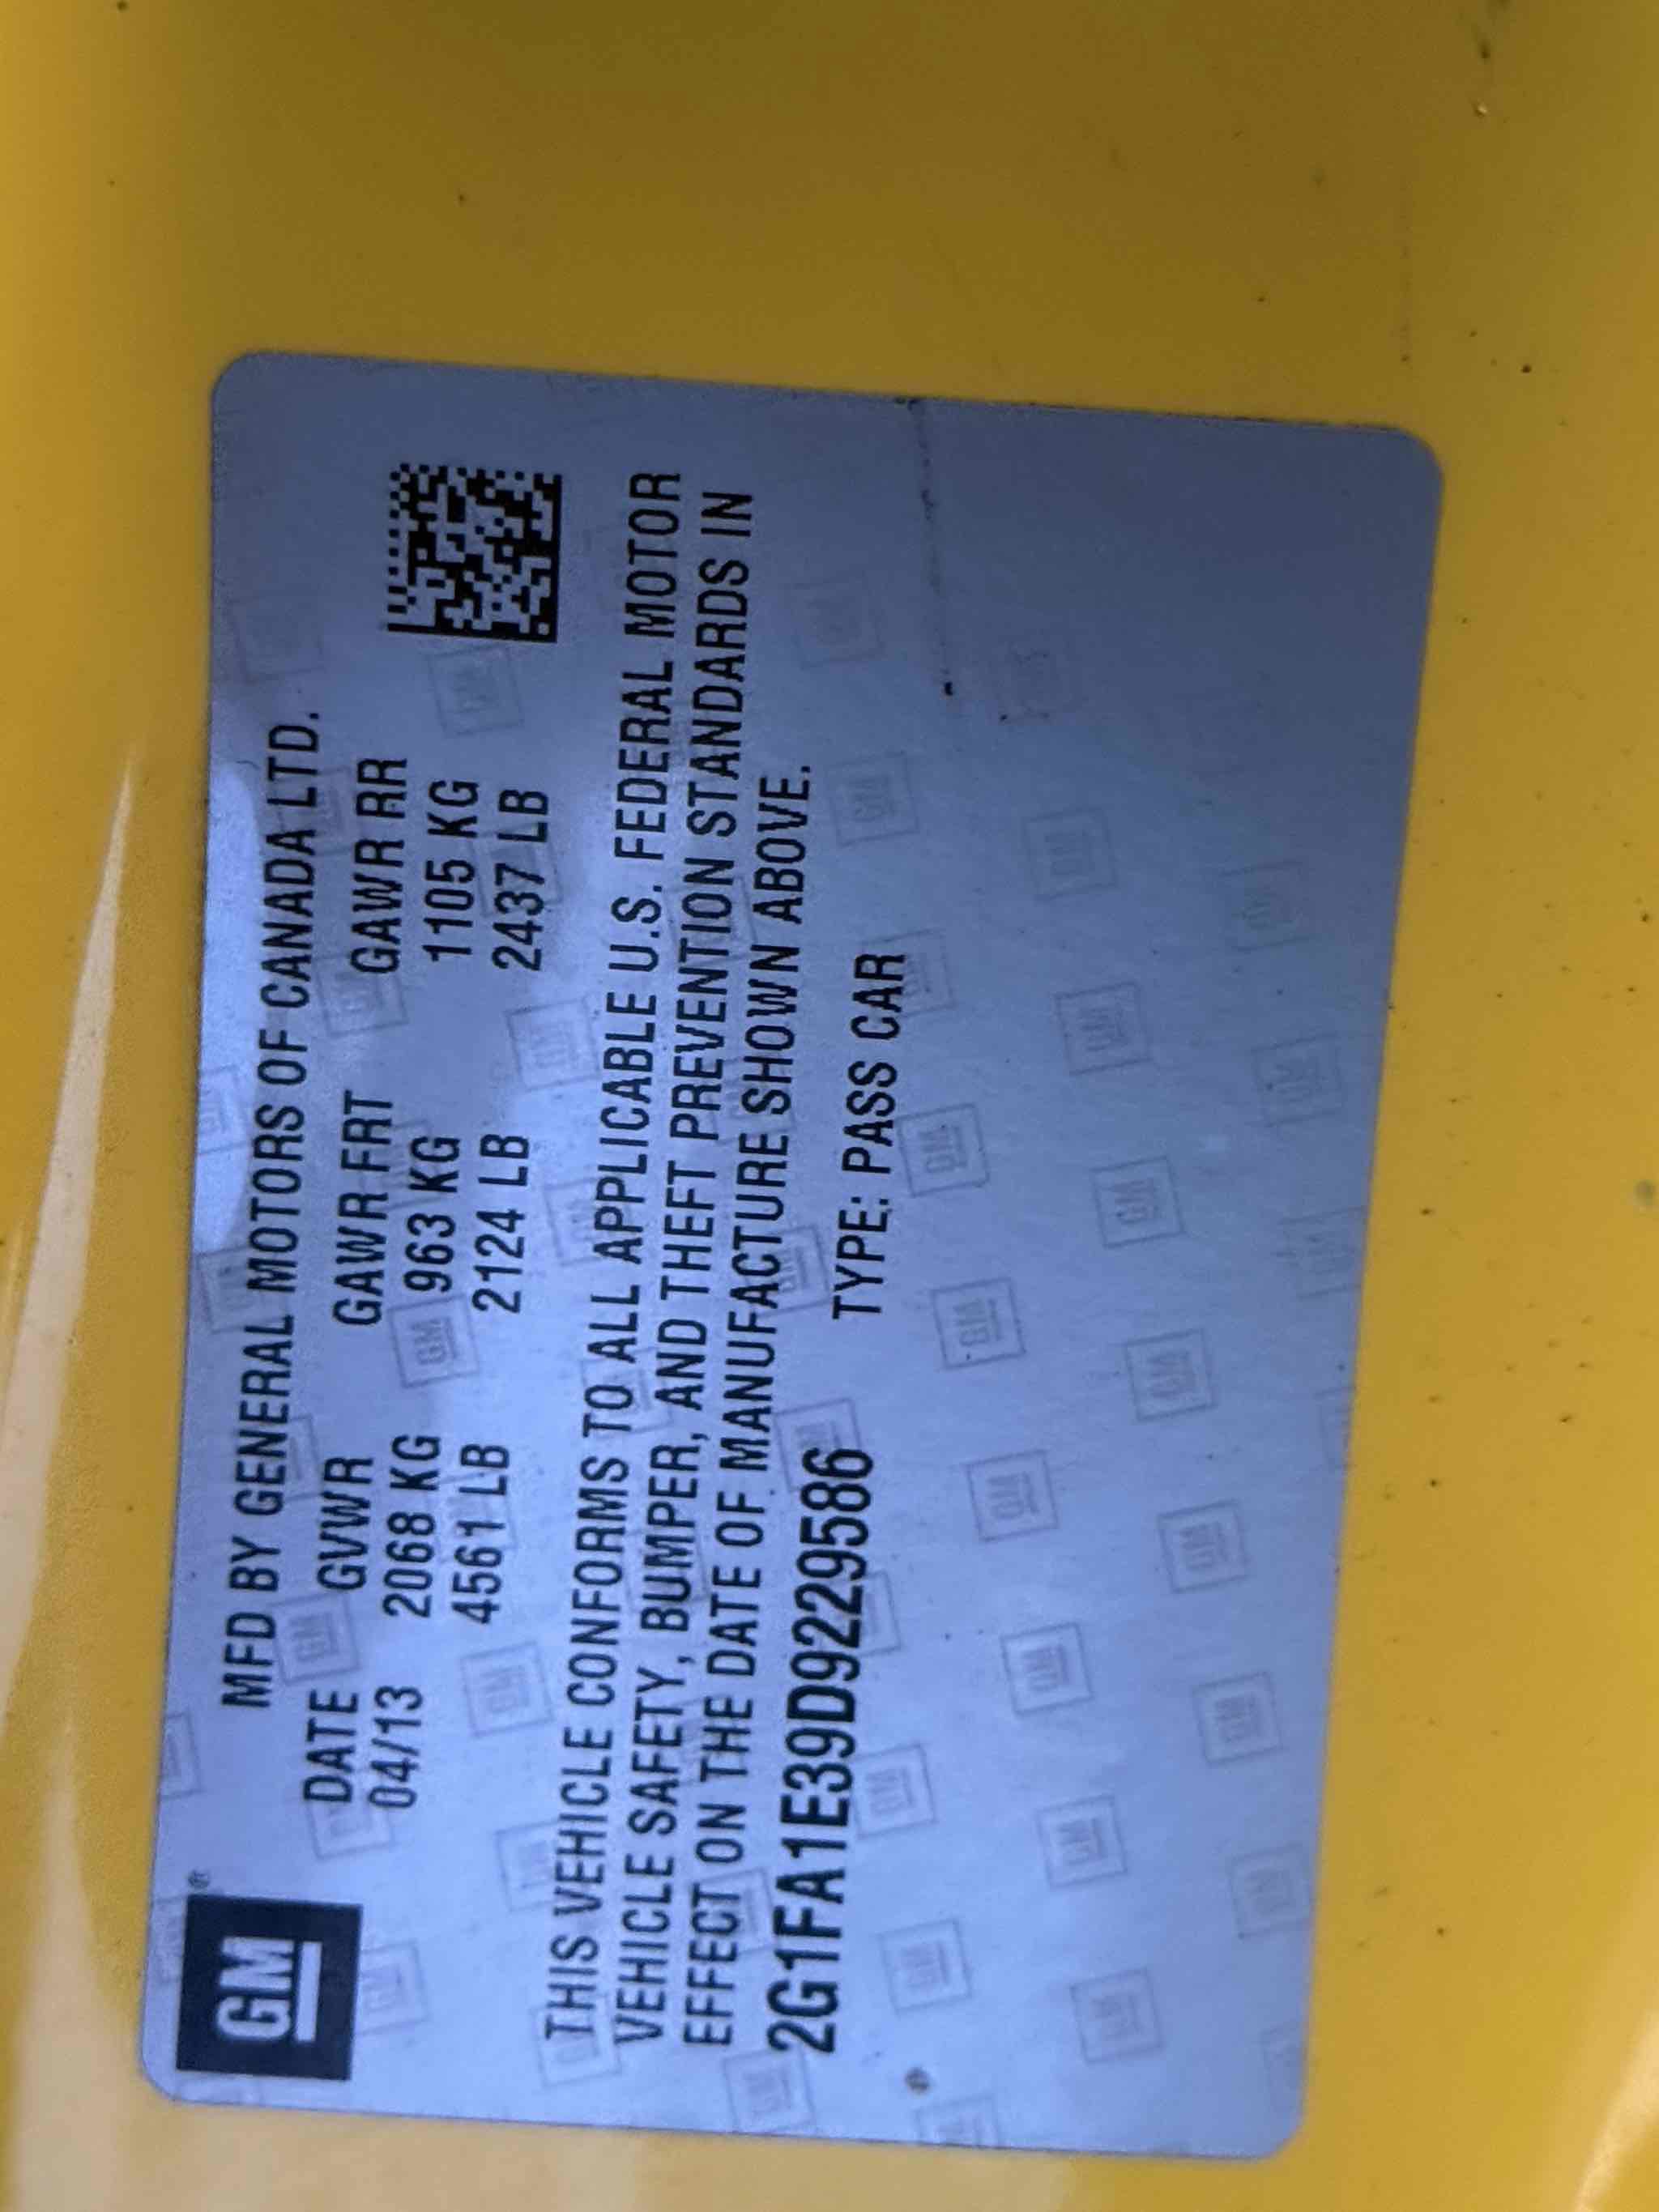 GM®
MFD BY GENERAL MOTORS OF CANADA LTD.
DATE GVWR GAWR FRT GAWR RR
04/13 2068 KG 963 KG 1105 KG
4561 LB 2124 LB 2437 LB
THIS VEHICLE CONFORMS TO ALL APPLICABLE U.S. FEDERAL MOTOR
VEHICLE SAFETY, BUMPER, AND THEFT PREVENTION STANDARDS IN
EFFECT ON THE DATE OF MANUFACTURE SHOWN ABOVE.
2G1FA1E39D9229586 TYPE: PASS CAR